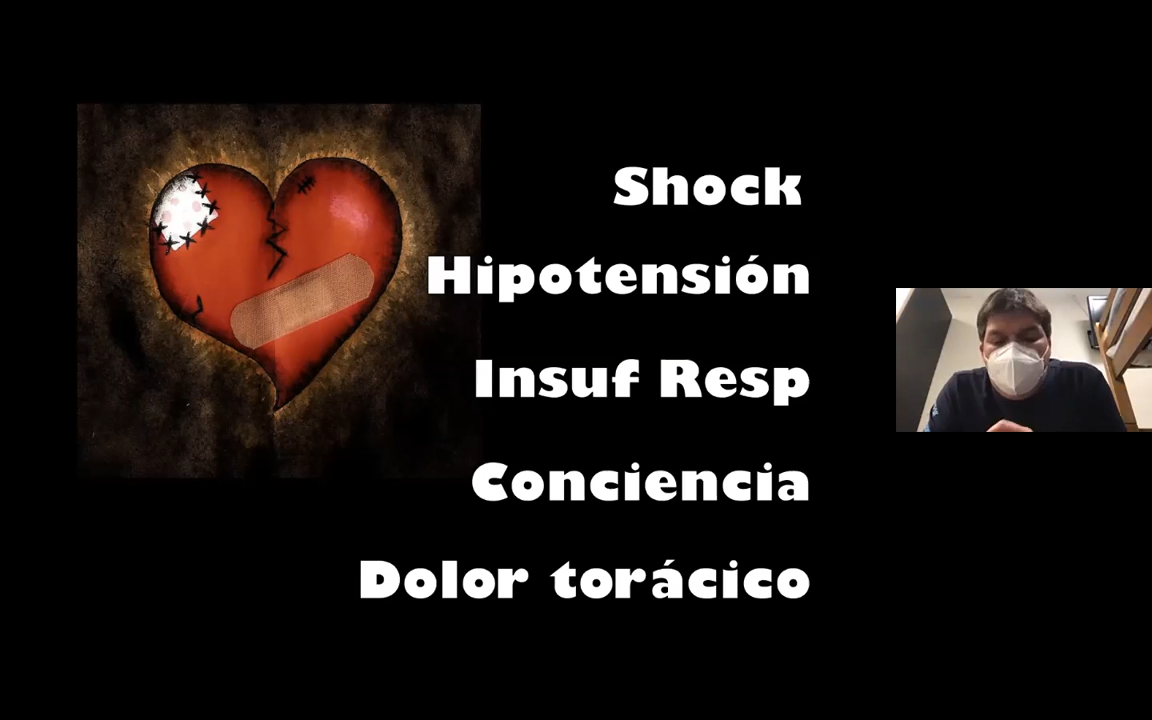 Shock
Hipotensión
Insuf Resp
Conciencia
Dolor torácico